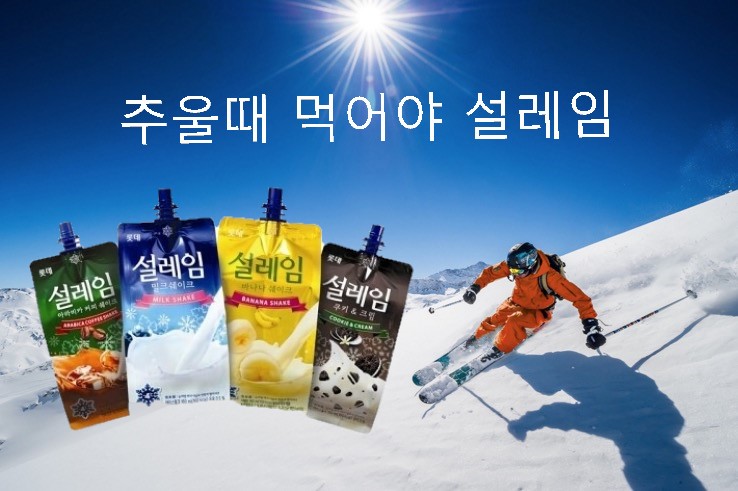 추울때 먹어야 설레임
롯데
설레임
아라비카 커피 쉐이크
ARABICA COFFEE SHAKE
롯데
설레임
밀크쉐이크
MILK SHAKE
롯데
설레임
바나나 쉐이크
BANANA SHAKE
롯데
설레임
쿠키 & 크림
COOKIE & CREAM